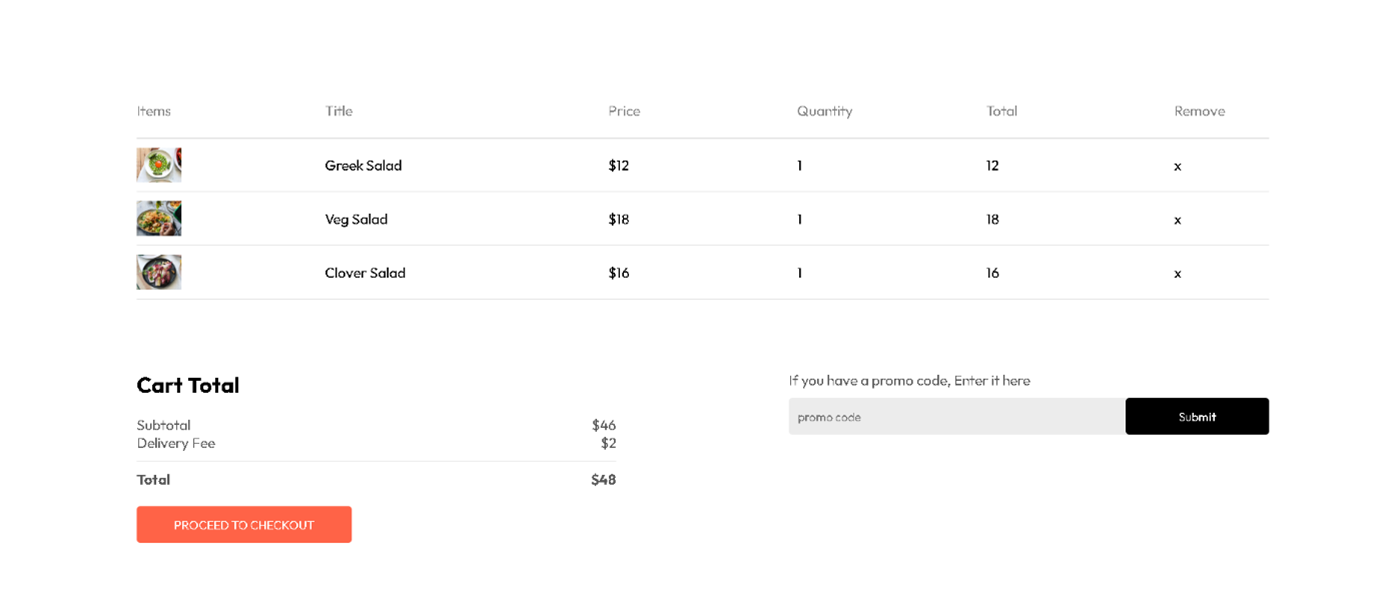 Items Title Price Quantity Total Remove
Greek Salad $12 1 12 x
Veg Salad $18 1 18 x
Clover Salad $16 1 16 x
Cart Total
Subtotal $46
Delivery Fee $2
Total $48
PROCEED TO CHECKOUT
If you have a promo code, Enter it here
promo code Submit